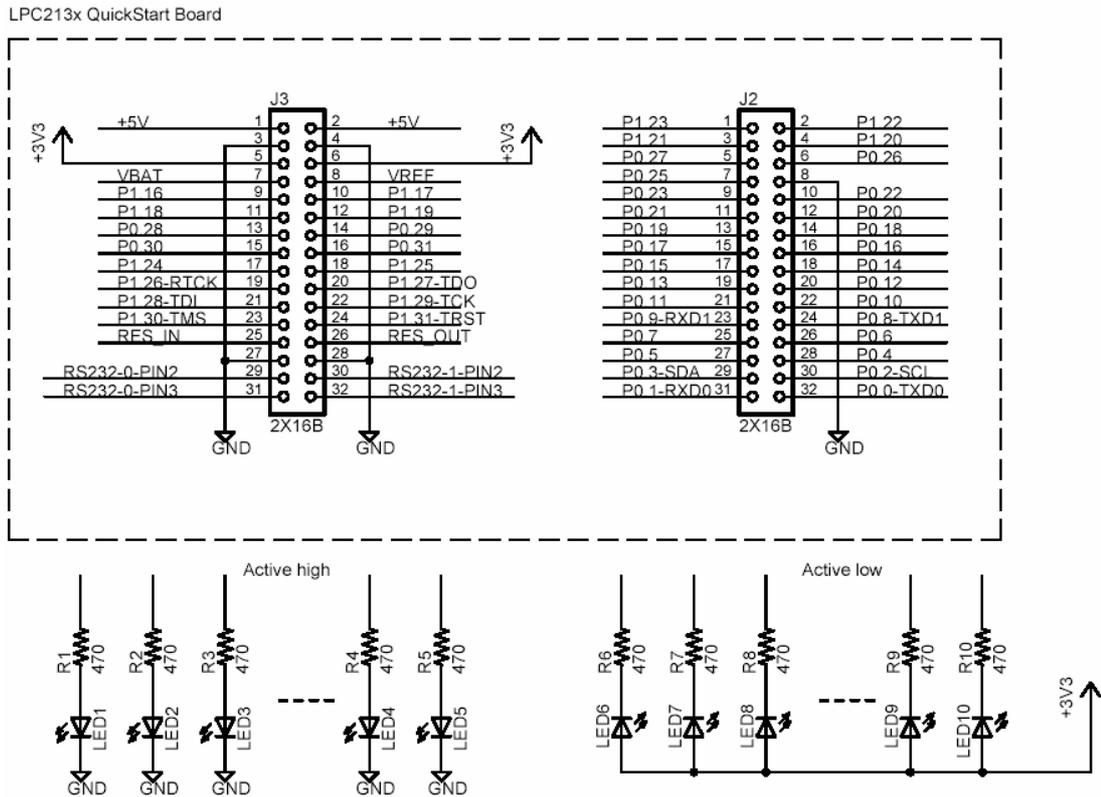 LPC213x QuickStart Board
J3 J2
+5V 1 2 +5V P1.23 1 2 P1.22
+3V3 3 4 +3V3 P1.21 3 4 P1.20
5 6 P0.27 5 6 P0.26
VBAT 7 8 VREF P0.25 7 8
P1.16 9 10 P1.17 P0.23 9 10 P0.22
P1.18 11 12 P1.19 P0.21 11 12 P0.20
P0.28 13 14 P0.29 P0.19 13 14 P0.18
P0.30 15 16 P0.31 P0.17 15 16 P0.16
P1.24 17 18 P1.25 P0.15 17 18 P0.14
P1.26-RTCK 19 20 P1.27-TDO P0.13 19 20 P0.12
P1.28-TDI 21 22 P1.29-TCK P0.11 21 22 P0.10
P1.30-TMS 23 24 P1.31-TRST P0.9-RXD1 23 24 P0.8-TXD1
RES_IN 25 26 RES_OUT P0.7 25 26 P0.6
27 28 P0.5 27 28 P0.4
RS232-0-PIN2 29 30 RS232-1-PIN2 P0.3-SDA 29 30 P0.2-SCL
RS232-0-PIN3 31 32 RS232-1-PIN3 P0.1-RXD0 31 32 P0.0-TXD0
2X16B 2X16B
GND GND GND
Active high Active low
R1 470 R2 470 R3 470 R4 470 R5 470 R6 470 R7 470 R8 470 R9 470 R10 470
+3V3
LED1 LED2 LED3 LED4 LED5 LED6 LED7 LED8 LED9 LED10
GND GND GND GND GND